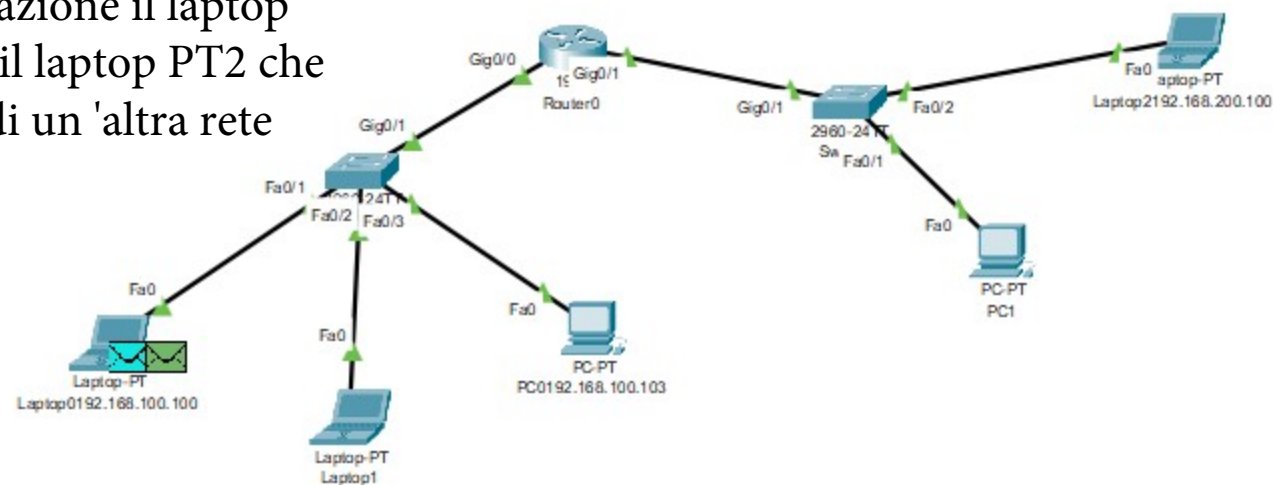 azione il laptop
il laptop PT2 che
di un 'altra rete
Gig0/0
Gig0/1
Router0
Gig0/1
Gig0/1
Fa0/2
Fa0
aptop-PT
Laptop2192.168.200.100
2960-24TT
Sw
Fa0/1
Fa0/1
Fa0/2
Fa0/3
Fa0
PC-PT
PC1
Fa0
Fa0
Fa0
Laptop-PT
Laptop0192.168.100.100
PC-PT
PC0192.168.100.103
Laptop-PT
Laptop1